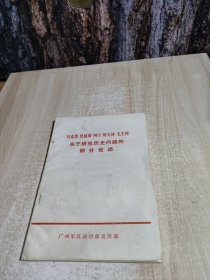 马克思 恩格斯 列宁 斯大林 毛主席
关于研究历史问题的
部分论述
广州军区政治部宣传部